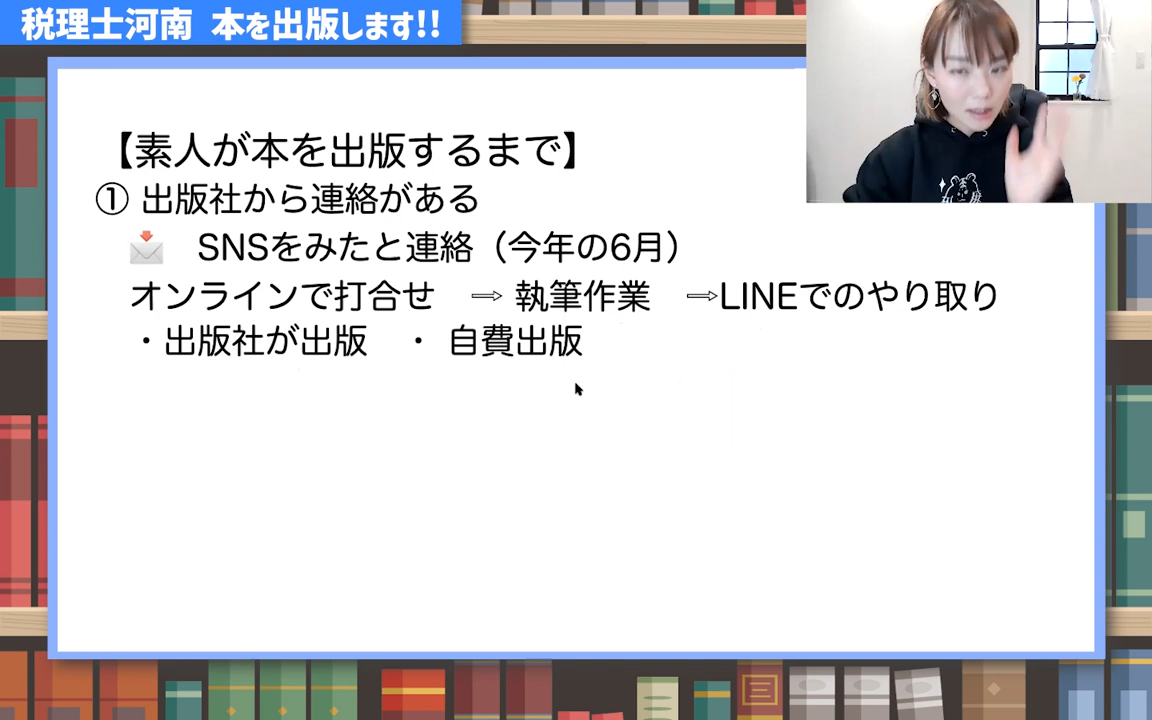 税理士河南 本を出版します!!
【素人が本を出版するまで】
① 出版社から連絡がある
SNSをみたと連絡（今年の6月）
オンラインで打合せ ⇒ 執筆作業 ⇒LINEでのやり取り
・出版社が出版 ・ 自費出版